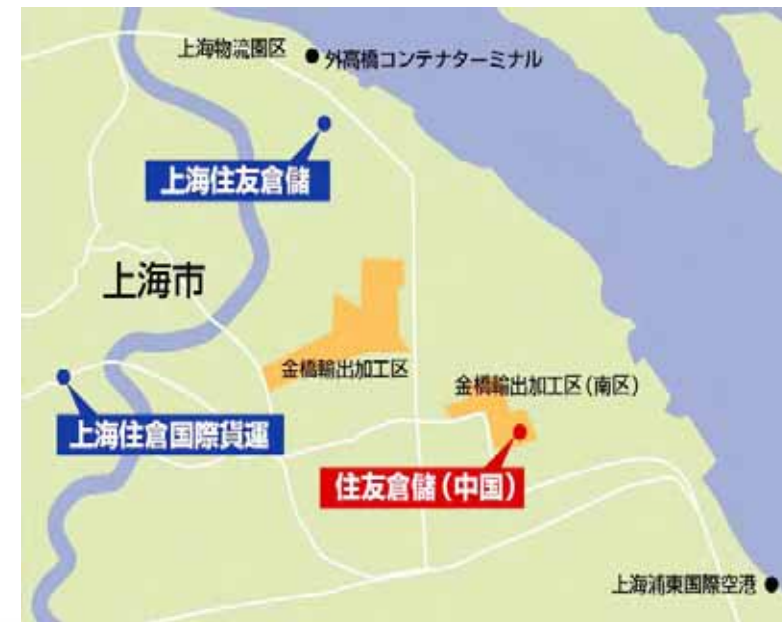 上海物流園区
外高橋コンテナターミナル
上海住友倉儲
上海市
金橋輸出加工区
金橋輸出加工区(南区)
上海住倉国際貨運
住友倉儲(中国)
上海浦東国際空港